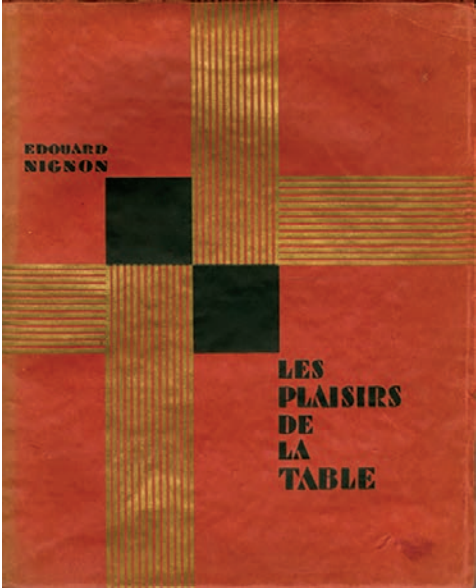 EDOUARD
NIGNON
LES
PLAISIRS
DE
LA
TABLE